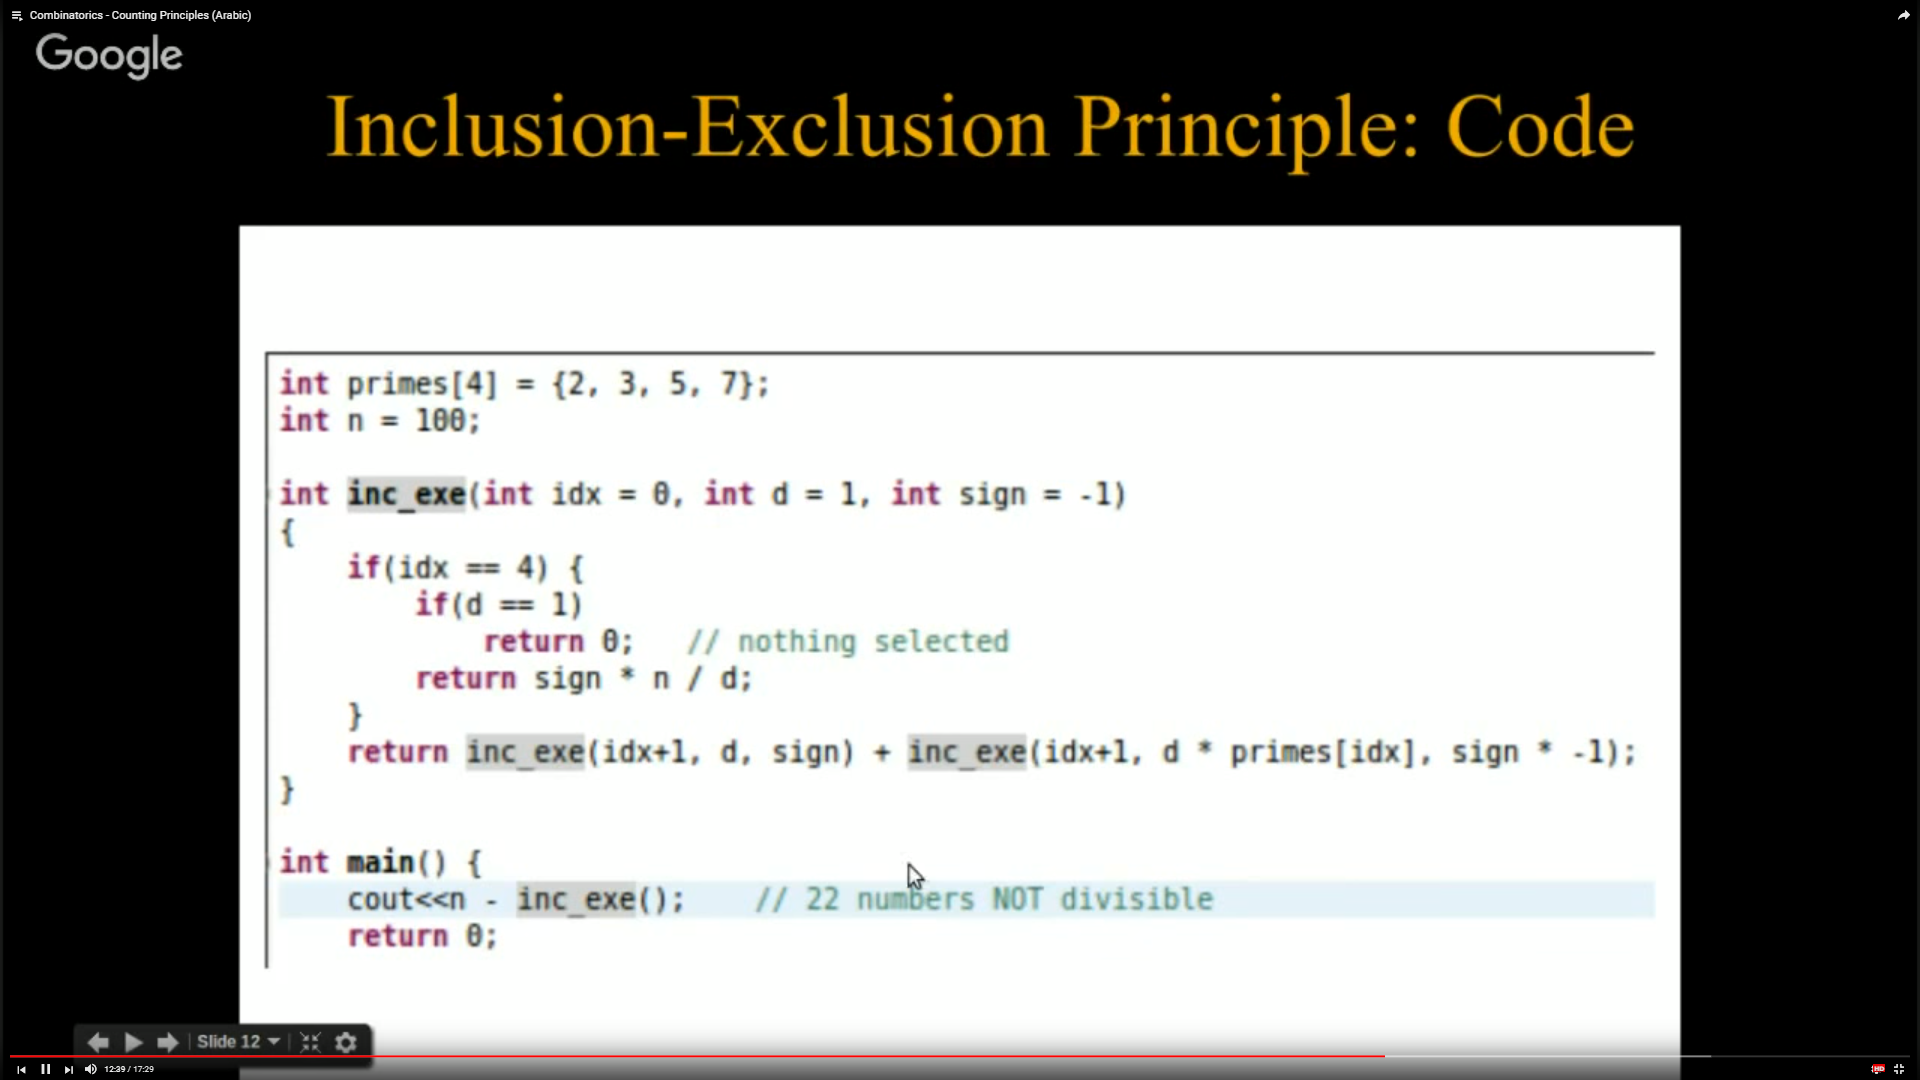 Combinatorics - Counting Principles (Arabic)
Google
Inclusion-Exclusion Principle: Code
int primes[4] = {2, 3, 5, 7};
int n = 100;
int inc_exe(int idx = 0, int d = 1, int sign = -1)
{
if(idx == 4) {
if(d == 1)
return 0; // nothing selected
return sign * n / d;
}
return inc_exe(idx+1, d, sign) + inc_exe(idx+1, d * primes[idx], sign * -1);
}
int main() {
cout<<n - inc_exe(); // 22 numbers NOT divisible
return 0;
Slide 12
12:39 / 17:29
HD